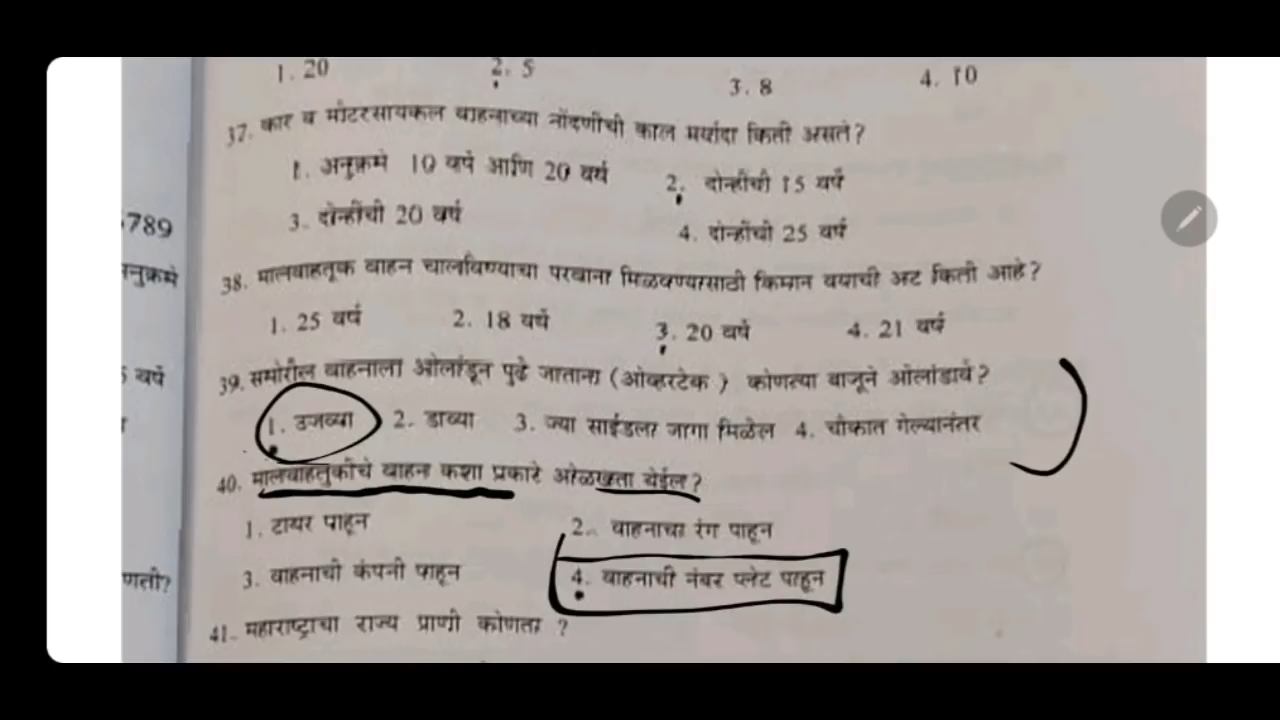 1. 20 2. 5 3. 8 4. 10
37. कार व मोटरसायकल वाहनाच्या नोंदणीची काल मर्यादा किती असते?
1. अनुक्रमे 10 वर्षे आणि 20 वर्ष 2. दोन्हींची 15 वर्षे
3. दोन्हींची 20 वर्ष 4. दोन्हींची 25 वर्षे
789
नुक्रमे
38. मालवाहतूक वाहन चालविण्याचा परवाना मिळवण्यासाठी किमान वयाची अट किती आहे?
1. 25 वर्षे 2. 18 वर्षे 3. 20 वर्षे 4. 21 वर्षे
वर्षे
39. समोरील वाहनाला ओलांडून पुढे जाताना (ओव्हरटेक) कोणत्या बाजूने ओलांडावे?
1. उजव्या 2. डाव्या 3. ज्या साईडला जागा मिळेल 4. चौकात गेल्यानंतर
40. मालवाहतुकीचे वाहन कशा प्रकारे ओळखता येईल?
1. टायर पाहून 2. वाहनाचा रंग पाहून
3. वाहनाची कंपनी पाहून 4. वाहनाची नंबर प्लेट पाहून
णती?
41. महाराष्ट्राचा राज्य प्राणी कोणता ?